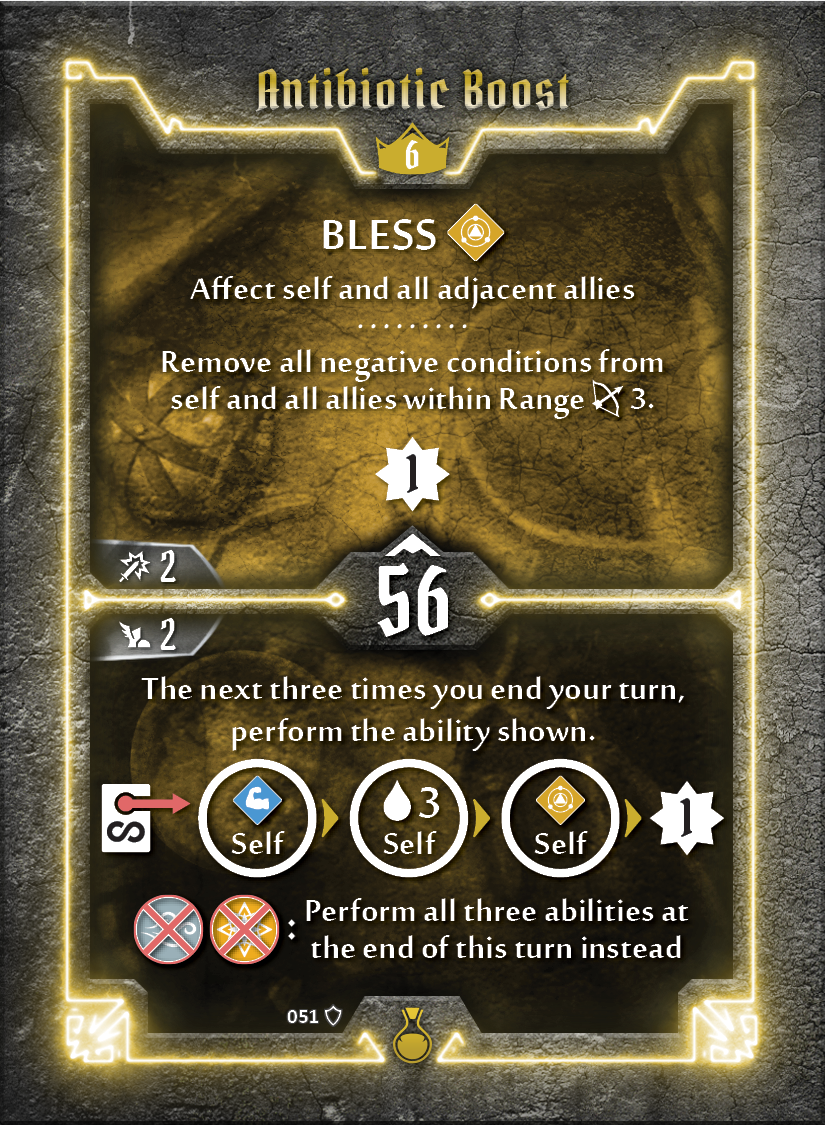 Antibiotic Boost
6
BLESS
Affect self and all adjacent allies
.........
Remove all negative conditions from
self and all allies within Range 3.
1
2
56
2
The next three times you end your turn,
perform the ability shown.
3
Self Self Self 1
: Perform all three abilities at
the end of this turn instead
051